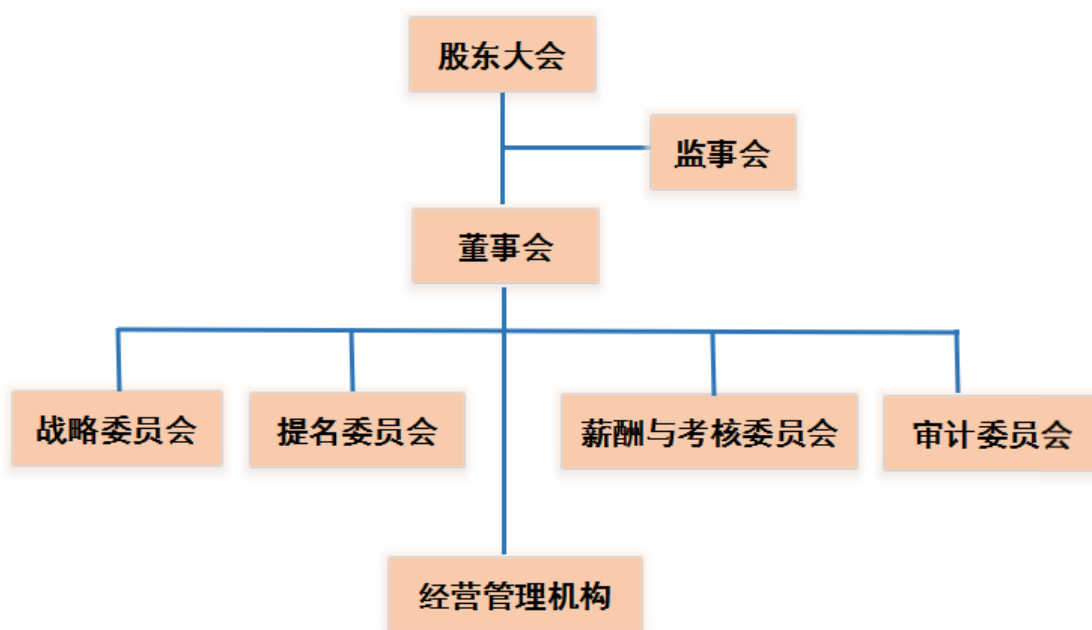 股东大会
监事会
董事会
战略委员会
提名委员会
薪酬与考核委员会
审计委员会
经营管理机构